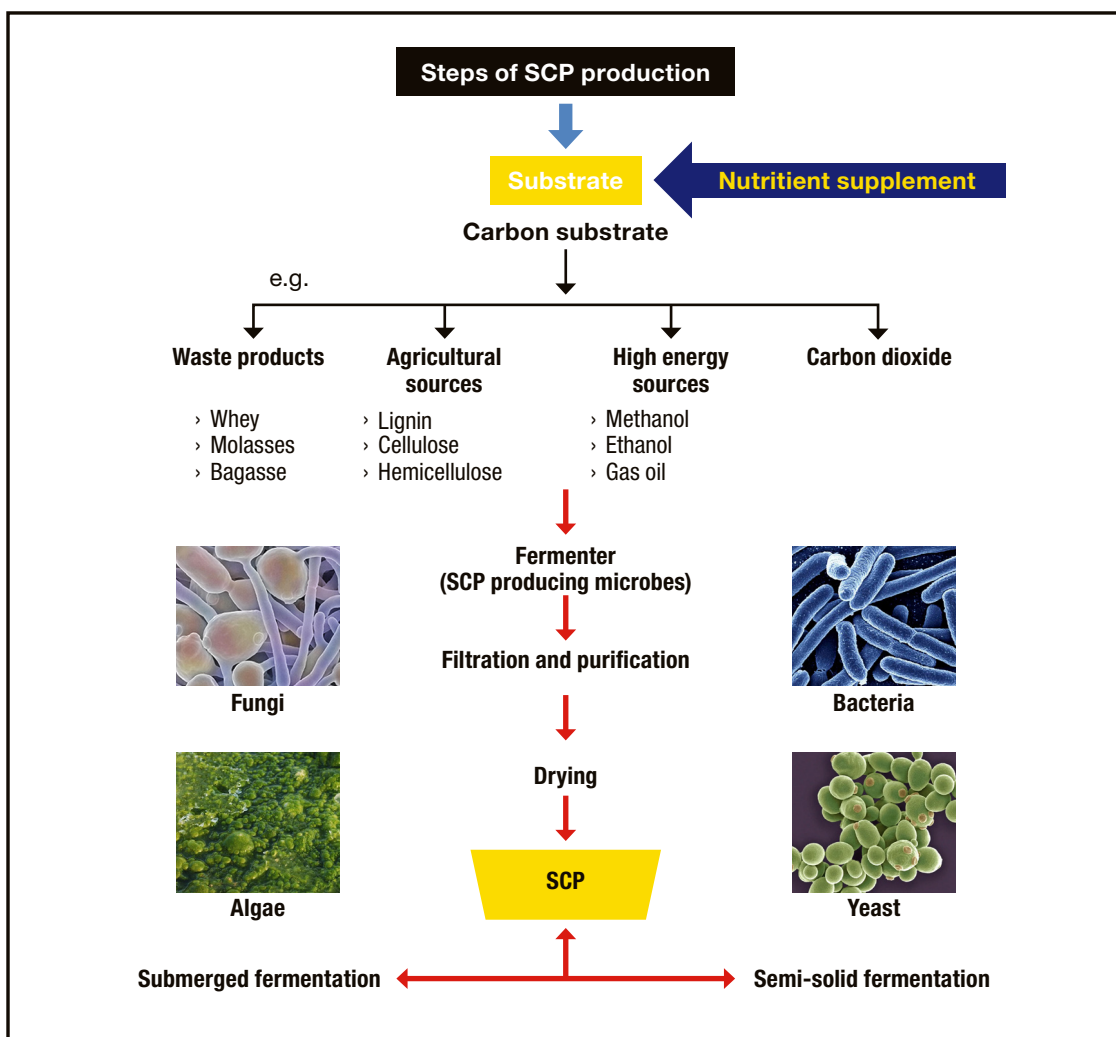 Steps of SCP production
Substrate
Nutritient supplement
Carbon substrate
e.g.
Waste products
Agricultural
sources
High energy
sources
Carbon dioxide
› Whey
› Molasses
› Bagasse
› Lignin
› Cellulose
› Hemicellulose
› Methanol
› Ethanol
› Gas oil
Fermenter
(SCP producing microbes)
Filtration and purification
Fungi
Bacteria
Drying
SCP
Algae
Yeast
Submerged fermentation
Semi-solid fermentation